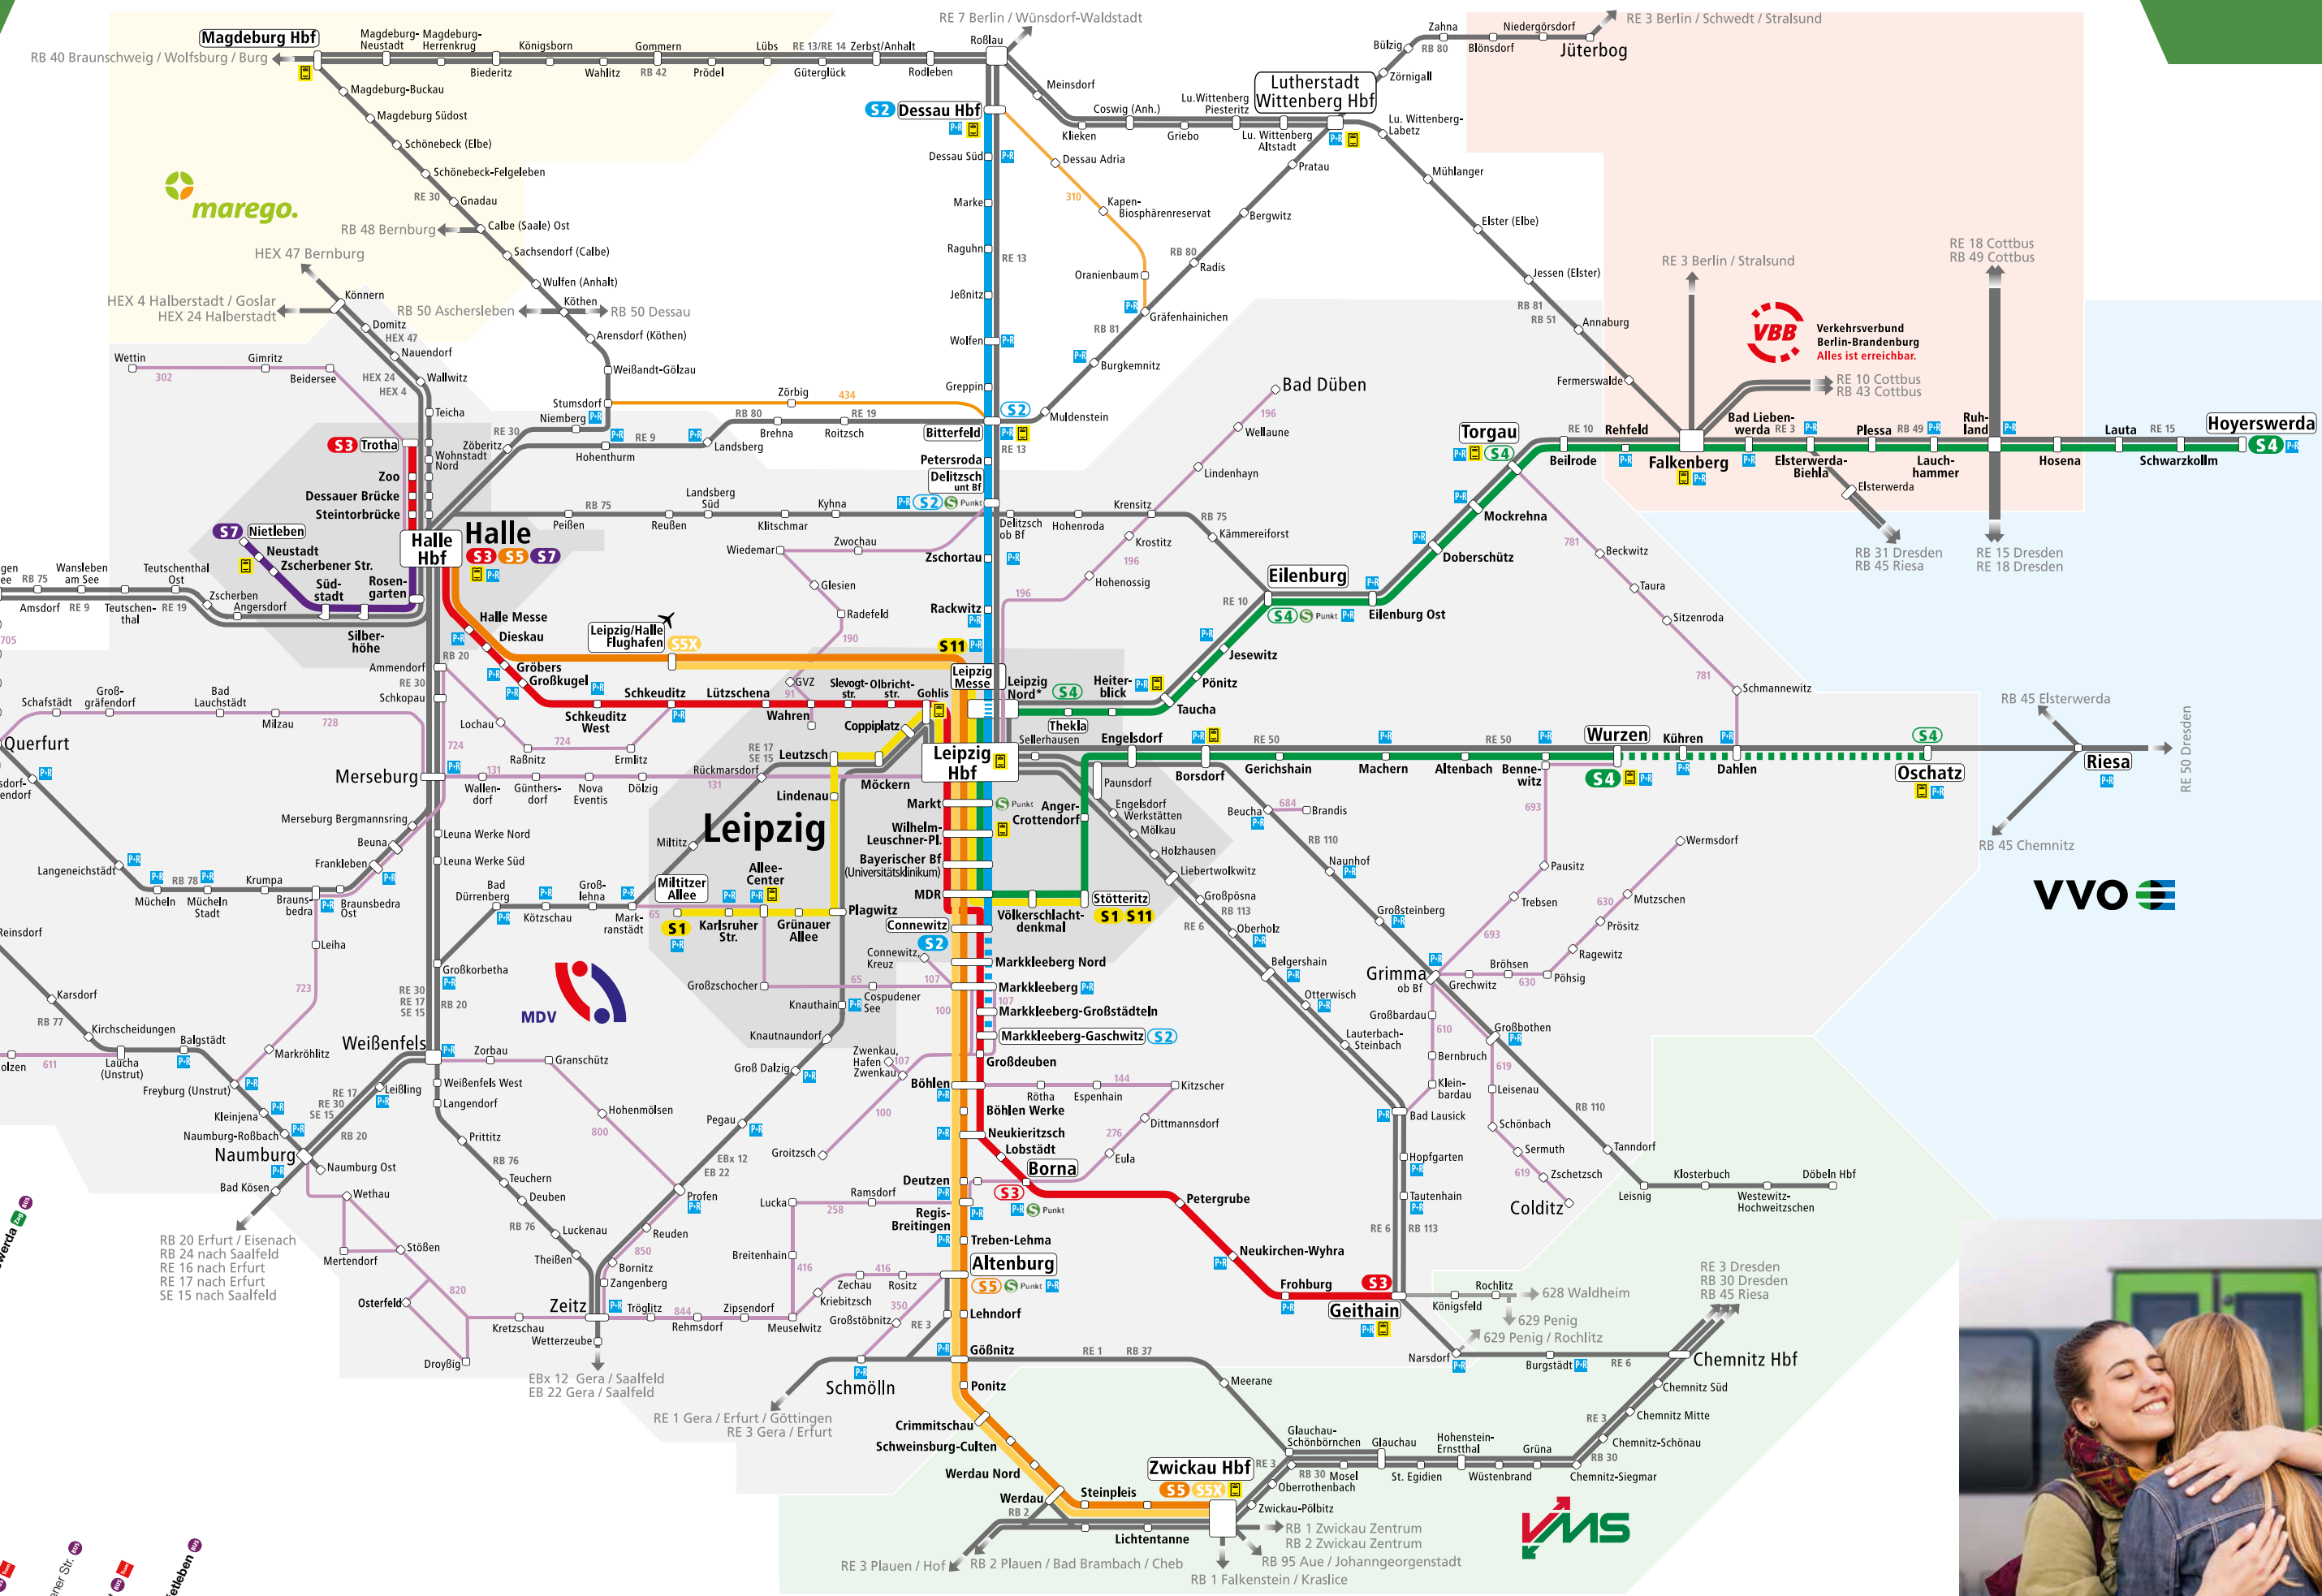 RE 7 Berlin / Wünsdorf-Waldstadt
RE 3 Berlin / Schwedt / Stralsund
Magdeburg Hbf
Magdeburg-
Neustadt
Magdeburg-
Herrenkrug
Königsborn
Gommern
Lübs
RE 13/RE 14
Zerbst/Anhalt
Roßlau
Zahna
Niedergörsdorf
Bülzig
RB 80
Blönsdorf
Jüterbog
RB 40 Braunschweig / Wolfsburg / Burg
Biederitz
Wahlitz
RB 42
Prödel
Güterglück
Rodleben
Zörnigall
Magdeburg-Buckau
Magdeburg Südost
Schönebeck (Elbe)
Schönebeck-Felgeleben
RE 30
Gnadau
marego.
Calbe (Saale) Ost
RB 48 Bernburg
Sachsendorf (Calbe)
HEX 47 Bernburg
Wulfen (Anhalt)
HEX 4 Halberstadt / Goslar
HEX 24 Halberstadt
Könnern
Köthen
RB 50 Aschersleben
RB 50 Dessau
Domitz
HEX 47
Nauendorf
Arensdorf (Köthen)
HEX 24
HEX 4
Wallwitz
Weißandt-Gölzau
Wettin
302
Gimritz
Beidersee
Teicha
Stumsdorf
Zörbig
434
Niemberg
P+R
S2 Dessau Hbf
P+R
Dessau Süd
P+R
Marke
Raguhn
RE 13
Jeßnitz
Wolfen
P+R
Greppin
S2
Bitterfeld
P+R
RE 13
Meinsdorf
Klieken
Coswig (Anh.)
Griebo
Lu.Wittenberg
Piesteritz
Lu. Wittenberg
Altstadt
Lutherstadt
Wittenberg Hbf
P+R
Lu. Wittenberg-
Labetz
Mühlanger
Elster (Elbe)
Jessen (Elster)
RB 81
RB 51
Annaburg
Fermerswalde
Dessau Adria
310
Kapen-
Biosphärenreservat
Oranienbaum
P+R
Gräfenhainichen
Pratau
Bergwitz
RB 80
Radis
RB 81
P+R
Burgkemnitz
Muldenstein
RE 3 Berlin / Stralsund
VBB
Verkehrsverbund
Berlin-Brandenburg
Alles ist erreichbar.
RE 18 Cottbus
RB 49 Cottbus
RE 10 Cottbus
RB 43 Cottbus
Torgau
P+R
S4
RE 10
Beilrode
Rehfeld
P+R
Falkenberg
P+R
Bad Lieben-
werda
P+R
RE 3
P+R
Elsterwerda-
Biehla
Elsterwerda
Plessa
RB 49
P+R
Lauch-
hammer
Ruh-
land
P+R
Hosena
Lauta
RE 15
Schwarzkollm
Hoyerswerda
S4
P+R
RB 31 Dresden
RB 45 Riesa
RE 15 Dresden
RE 18 Dresden
S3 Trotha
Wohnstadt
Nord
Zoo
Dessauer Brücke
Steintorbrücke
Zöberitz
RE 30
RE 9
P+R
Hohenthurm
P+R
Landsberg
RB 80
Brehna
RE 19
Roitzsch
Petersroda
Delitzsch
unt Bf
P+R S2 S Punkt
Delitzsch
ob Bf
Halle
Halle
Hbf
S3 S5 S7
P+R
RB 75
Peißen
Reußen
Landsberg
Süd
Klitschmar
Kyhna
Hohenroda
Krensitz
RB 75
Kämmereiforst
Zschortau
P+R
Rackwitz
P+R
Wiedemar
Zwochau
Glesien
Radefeld
190
GVZ
91
Bad Düben
196
Wellaune
Lindenhayn
Krostitz
196
Hohenossig
196
Eilenburg
S4 S Punkt P+R
RE 10
Eilenburg Ost
P+R
Doberschütz
P+R
Mockrehna
P+R
Jesewitz
P+R
Pönitz
P+R
Taucha
Heiter-
blick
P+R
S4
Thekla
Leipzig
Nord*
Leipzig
Messe
S11 P+R
781
Beckwitz
Taura
Sitzenroda
781
Schmannewitz
S7 Nietleben
Neustadt
Zscherbener Str.
Süd-
stadt
Rosen-
garten
Silber-
höhe
RB 75
Wansleben
am See
Teutschenthal
Ost
Amsdorf
RE 9
Teutschen-
thal
RE 19
Zscherben
Angersdorf
705
Halle Messe
P+R
Dieskau
P+R
Gröbers
P+R
Großkugel
Leipzig/Halle
Flughafen
S5X
Schkeuditz
West
Schkeuditz
P+R
Lützschena
Wahren
Slevogt-
str.
Olbricht-
str.
Gohlis
Coppiplatz
Ammendorf
RB 20
RE 30
Schkopau
Lochau
Raßnitz
724
Ermlitz
724
Schafstädt
Groß-
gräfendorf
Bad
Lauchstädt
Milzau
728
Querfurt
P+R
Merseburg
P+R
131
Wallen-
dorf
Günthers-
dorf
Nova
Eventis
Dölzig
Rückmarsdorf
131
RE 17
SE 15
Leutzsch
Möckern
Leipzig
Hbf
Sellerhausen
Engelsdorf
P+R
Borsdorf
RE 50
Gerichshain
P+R
Machern
RE 50
Altenbach
P+R
Benne-
witz
Wurzen
S4 P+R
Kühren
P+R
P+R
Dahlen
S4
Oschatz
P+R
RB 45 Elsterwerda
Riesa
P+R
RE 50 Dresden
RB 45 Chemnitz
VVO
Lindenau
Leipzig
Markt
S Punkt
Wilhelm-
Leuschner-Pl.
Bayerischer Bf
(Universitätsklinikum)
MDR
Anger-
Crottendorf
Völkerschlacht-
denkmal
Stötteritz
S1 S11
Paunsdorf
Engelsdorf
Werkstätten
Mölkau
Holzhausen
Liebertwolkwitz
Großpösna
RB 113
RE 6
Oberholz
P+R
Belgershain
P+R
Otterwisch
P+R
Lauterbach-
Steinbach
Beucha
P+R
684
Brandis
RB 110
Naunhof
P+R
Großsteinberg
P+R
Grimma
ob Bf
P+R
Grechwitz
Bröhsen
630
Pöhsig
Ragewitz
Prösitz
630
Mutzschen
Wermsdorf
693
Pausitz
Trebsen
693
Merseburg Bergmannsring
Beuna
Frankleben
P+R
Leuna Werke Nord
Leuna Werke Süd
Langeneichstädt
P+R
P+R
Mücheln
RB 78
P+R
Mücheln
Stadt
Krumpa
Brauns-
bedra
P+R
Braunsbedra
Ost
Leiha
723
Bad
Dürrenberg
P+R
P+R
Kötzschau
Groß-
lehna
P+R
Mark-
ranstädt
65
Miltitz
Miltitzer
Allee
S1
P+R
P+R
Karlsruher
Str.
Allee-
Center
P+R
Grünauer
Allee
Plagwitz
Connewitz
S2
Connewitz,
Kreuz
107
Markkleeberg Nord
Markkleeberg P+R
107
Markkleeberg-Großstädteln
Markkleeberg-Gaschwitz S2
Großdeuben
Großzschocher
65
Cospudener
See
Knauthain
P+R
Knautnaundorf
100
Zwenkau,
Hafen
107
Zwenkau
Großkorbetha
P+R
RE 30
RE 17
SE 15
RB 20
MDV
Karsdorf
RB 77
Kirchscheidungen
Balgstädt
P+R
Laucha
(Unstrut)
611
Markröhlitz
Freyburg (Unstrut)
P+R
Kleinjena
P+R
Naumburg-Roßbach
P+R
Naumburg
P+R
Bad Kösen
Naumburg Ost
Weißenfels
P+R
Leißling
P+R
RE 17
RE 30
SE 15
RB 20
Weißenfels West
Langendorf
Zorbau
Granschütz
Hohenmölsen
800
Prittitz
RB 76
Teuchern
Deuben
RB 76
Luckenau
Theißen
Groß Dalzig
P+R
Pegau
P+R
EBx 12
EB 22
Profen
P+R
Reuden
850
Bornitz
Zangenberg
Böhlen
P+R
Böhlen Werke
P+R
Neukieritzsch
Lobstädt
Borna
S3
P+R S Punkt
144
Rötha
Espenhain
Kitzscher
Dittmannsdorf
276
Eula
100
Groitzsch
Deutzen
P+R
Regis-
Breitingen
P+R
P+R
Treben-Lehma
Altenburg
S5 S Punkt P+R
Lehndorf
P+R
Gößnitz
Ponitz
Crimmitschau
Schweinsburg-Culten
Werdau Nord
Werdau
RB 2
Steinpleis
Lichtentanne
Zwickau Hbf
S5 S5X
Lucka
258
Ramsdorf
Breitenhain
416
Zechau
416
Rositz
Kriebitzsch
350
Großstöbnitz
RE 3
Schmölln
P+R
RE 1 Gera / Erfurt / Göttingen
RE 3 Gera / Erfurt
Wethau
Mertendorf
Stößen
820
Osterfeld
Droyßig
Kretzschau
Zeitz
P+R
Wetterzeube
Tröglitz
844
Rehmsdorf
Zipsendorf
Meuselwitz
EBx 12 Gera / Saalfeld
EB 22 Gera / Saalfeld
RB 20 Erfurt / Eisenach
RB 24 nach Saalfeld
RE 16 nach Erfurt
RE 17 nach Erfurt
SE 15 nach Saalfeld
Petergrube
Neukirchen-Wyhra
P+R
Frohburg
P+R
S3
Geithain
P+R
P+R
Bad Lausick
Hopfgarten
P+R
Tautenhain
P+R
RE 6
RB 113
Großbardau
610
Bernbruch
Klein-
bardau
Großbothen
P+R
619
Leisenau
Schönbach
Sermuth
619
Zschetzsch
Colditz
RB 110
Tanndorf
Leisnig
Klosterbuch
Westewitz-
Hochweitzschen
Döbeln Hbf
Rochlitz
628 Waldheim
Königsfeld
629 Penig
629 Penig / Rochlitz
Narsdorf
P+R
Burgstädt P+R
RE 6
Chemnitz Hbf
RE 3 Dresden
RB 30 Dresden
RB 45 Riesa
Chemnitz Süd
Chemnitz Mitte
RE 3
Chemnitz-Schönau
RB 30
Chemnitz-Siegmar
RE 1
RB 37
Meerane
Glauchau-
Schönbörnchen
Glauchau
Hohenstein-
Ernstthal
Grüna
RE 3
RB 30
Mosel
St. Egidien
Wüstenbrand
Oberrothenbach
Zwickau-Pölbitz
RB 1 Zwickau Zentrum
RB 2 Zwickau Zentrum
RB 95 Aue / Johanngeorgenstadt
RB 1 Falkenstein / Kraslice
RE 3 Plauen / Hof
RB 2 Plauen / Bad Brambach / Cheb
VMS